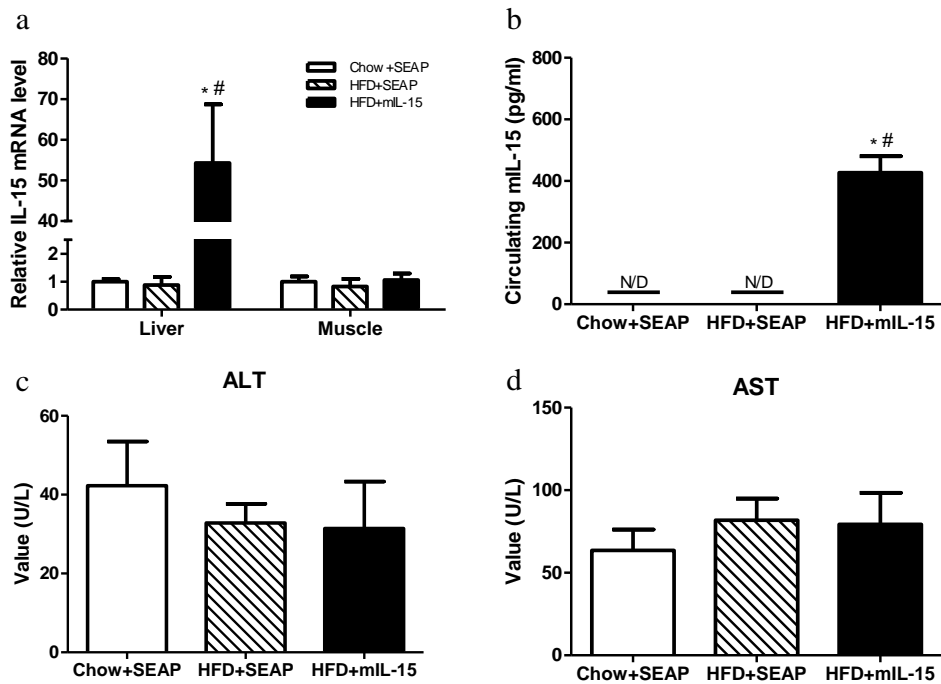 a
Relative IL-15 mRNA level
80
70
60
50
40
2
1
0
* #
Chow +SEAP
HFD+SEAP
HFD+mIL-15
Liver Muscle
b
Circulating mIL-15 (pg/ml)
800
600
400
200
0
N/D N/D * #
Chow+SEAP HFD+SEAP HFD+mIL-15
c
ALT
Value (U/L)
60
40
20
0
Chow+SEAP HFD+SEAP HFD+mIL-15
d
AST
Value (U/L)
150
100
50
0
Chow+SEAP HFD+SEAP HFD+mIL-15